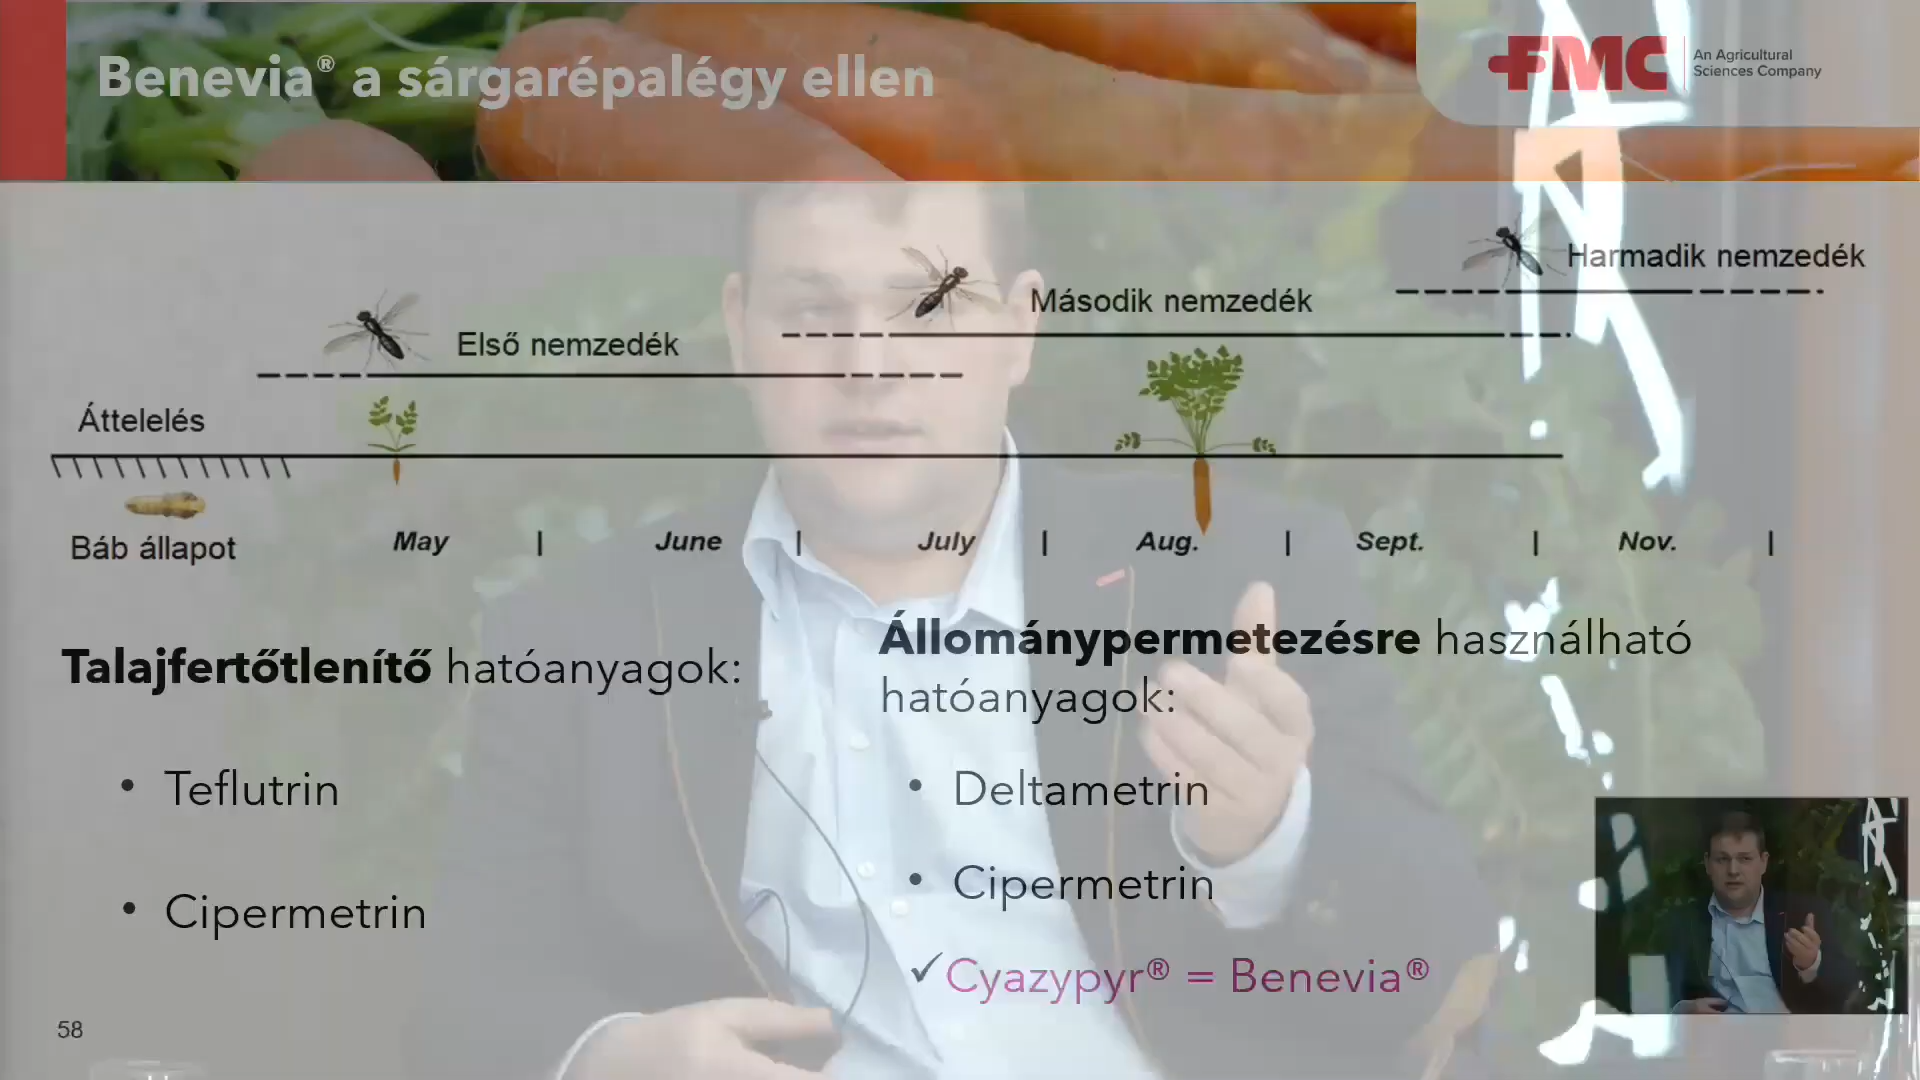 Benevia® a sárgarépalégy ellen
FMC
An Agricultural
Sciences Company
Harmadik nemzedék
Második nemzedék
Első nemzedék
Áttelelés
Báb állapot
May | June | July | Aug. | Sept. | Nov. |
Talajfertőtlenítő hatóanyagok:
• Teflutrin
• Cipermetrin
Állománypermetezésre használható
hatóanyagok:
• Deltametrin
• Cipermetrin
✓Cyazypyr® = Benevia®
58